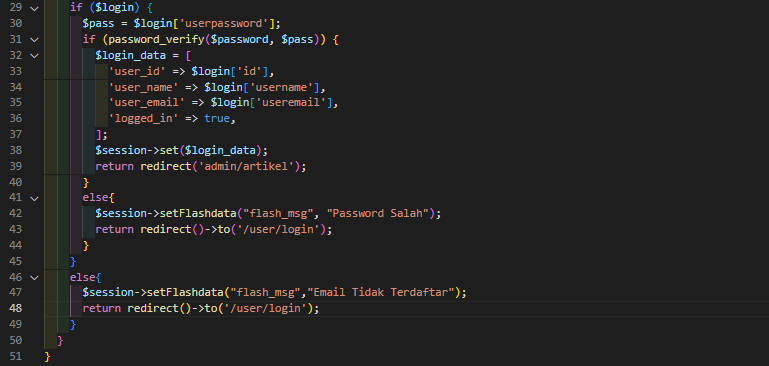 29 if ($login) {
30 $pass = $login['userpassword'];
31 if (password_verify($password, $pass)) {
32 $login_data = [
33 'user_id' => $login['id'],
34 'user_name' => $login['username'],
35 'user_email' => $login['useremail'],
36 'logged_in' => true,
37 ];
38 $session->set($login_data);
39 return redirect('admin/artikel');
40 }
41 else{
42 $session->setFlashdata("flash_msg", "Password Salah");
43 return redirect()->to('/user/login');
44 }
45 }
46 else{
47 $session->setFlashdata("flash_msg","Email Tidak Terdaftar");
48 return redirect()->to('/user/login');
49 }
50 }
51 }